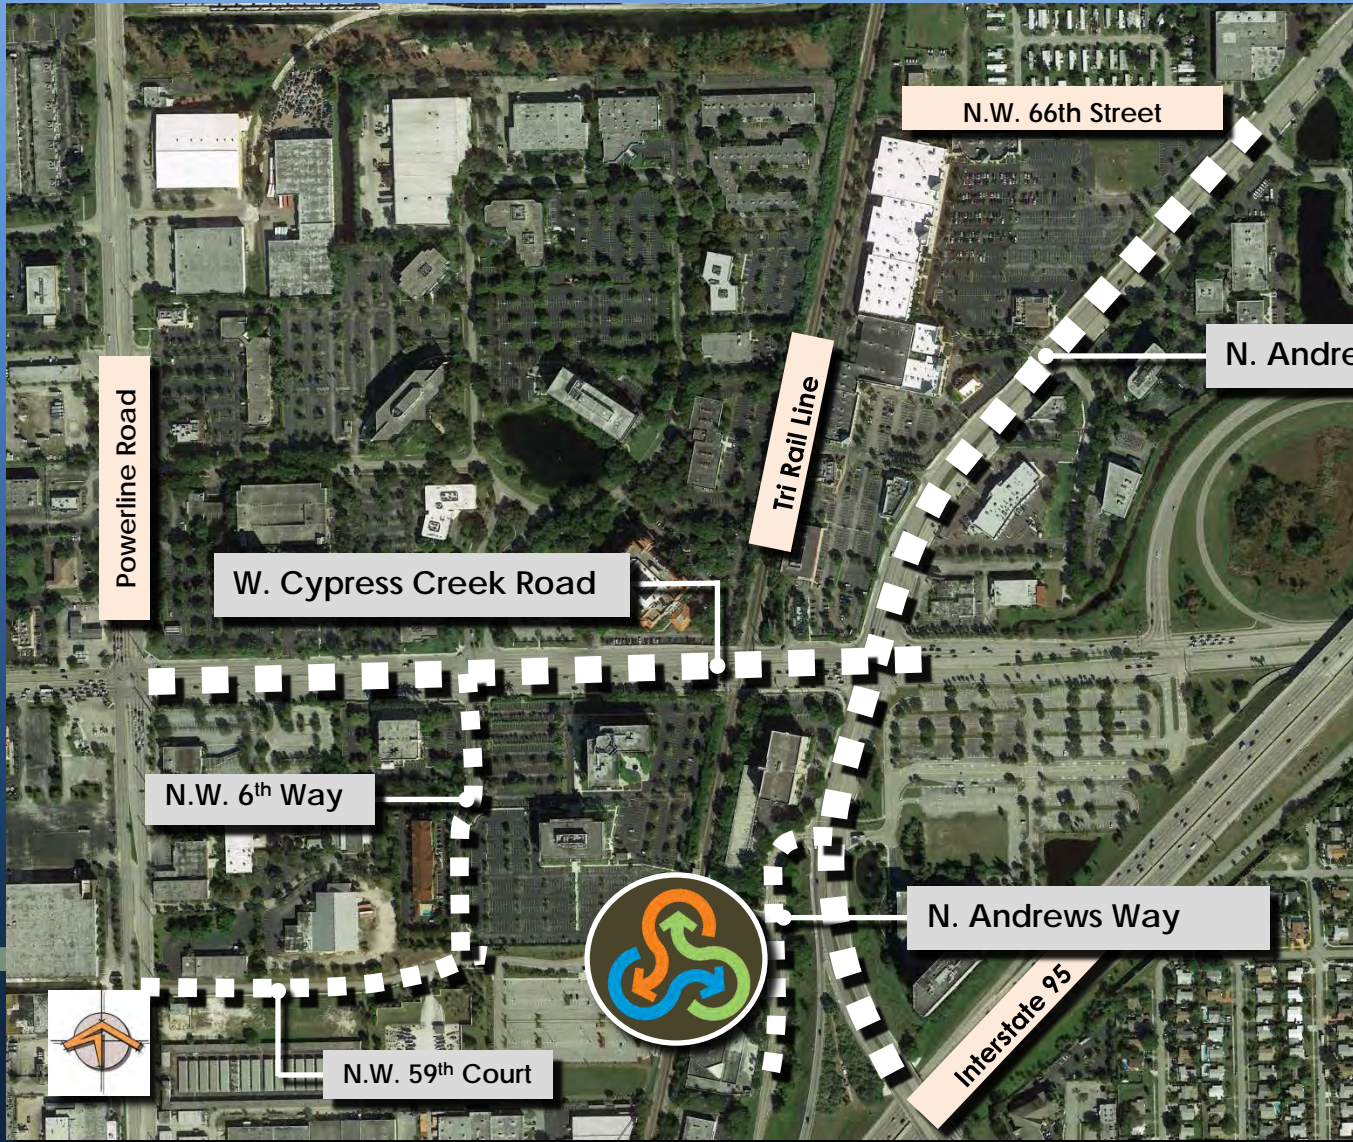 N.W. 66th Street
N. Andre
Powerline Road
Tri Rail Line
W. Cypress Creek Road
N.W. 6th Way
N. Andrews Way
Interstate 95
N.W. 59th Court